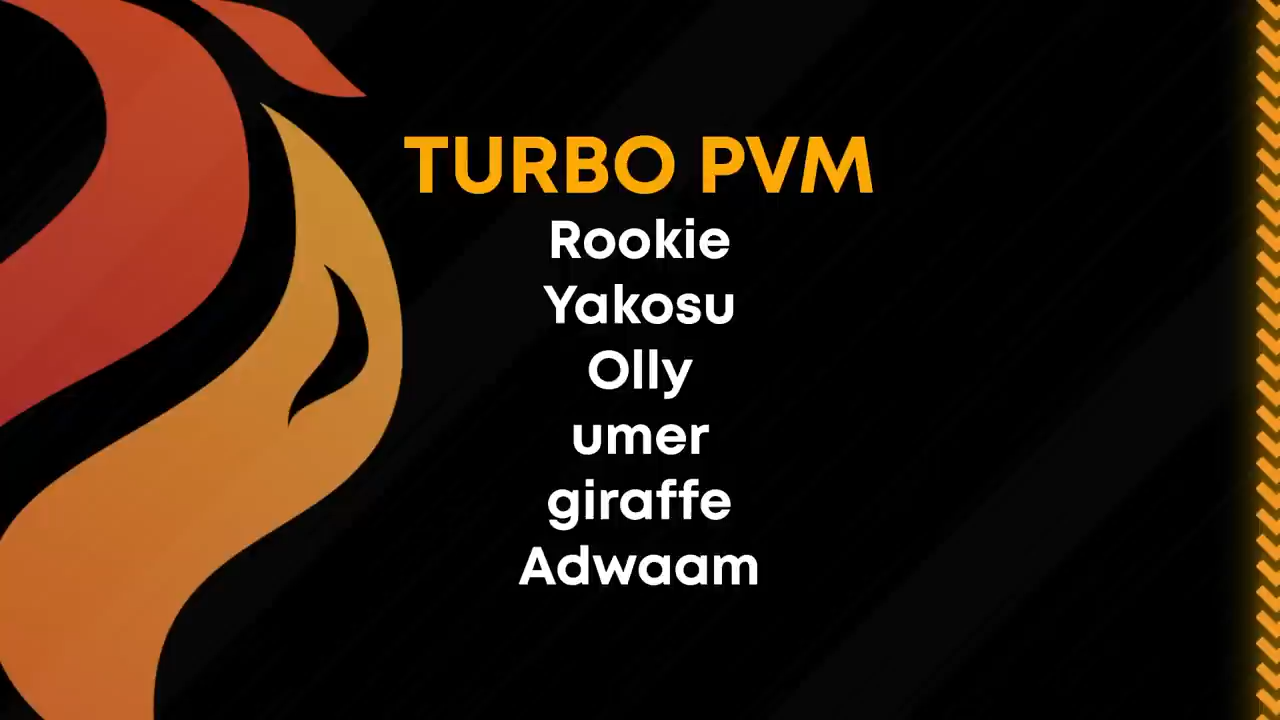 TURBO PVM
Rookie
Yakosu
Olly
umer
giraffe
Adwaam